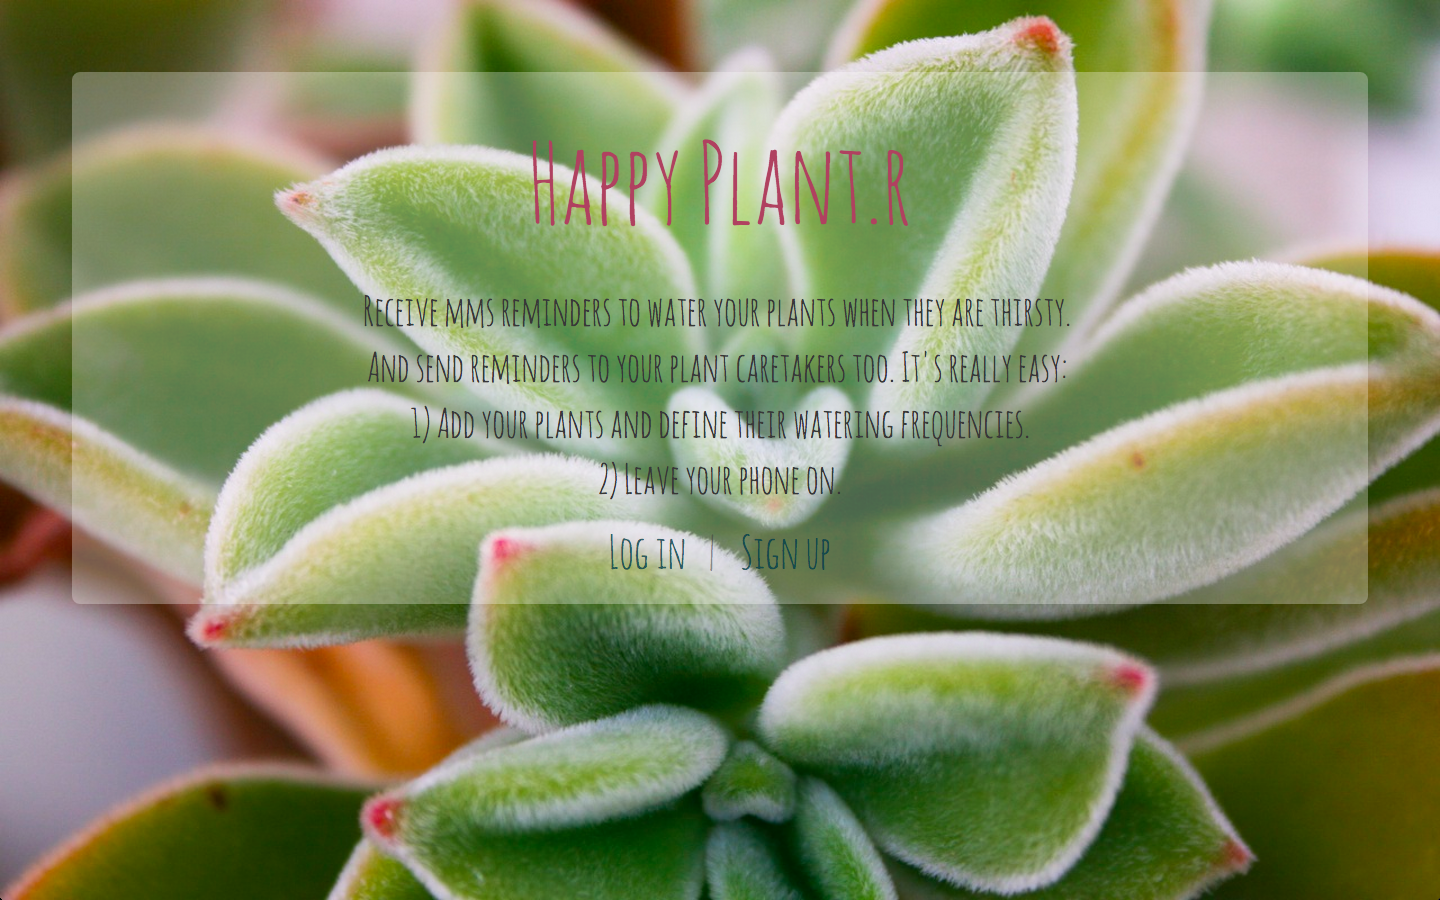 Happy Plant.r
Receive mms reminders to water your plants when they are thirsty.
And send reminders to your plant caretakers too. It's really easy:
1) Add your plants and define their watering frequencies.
2) Leave your phone on.
Log in | Sign up